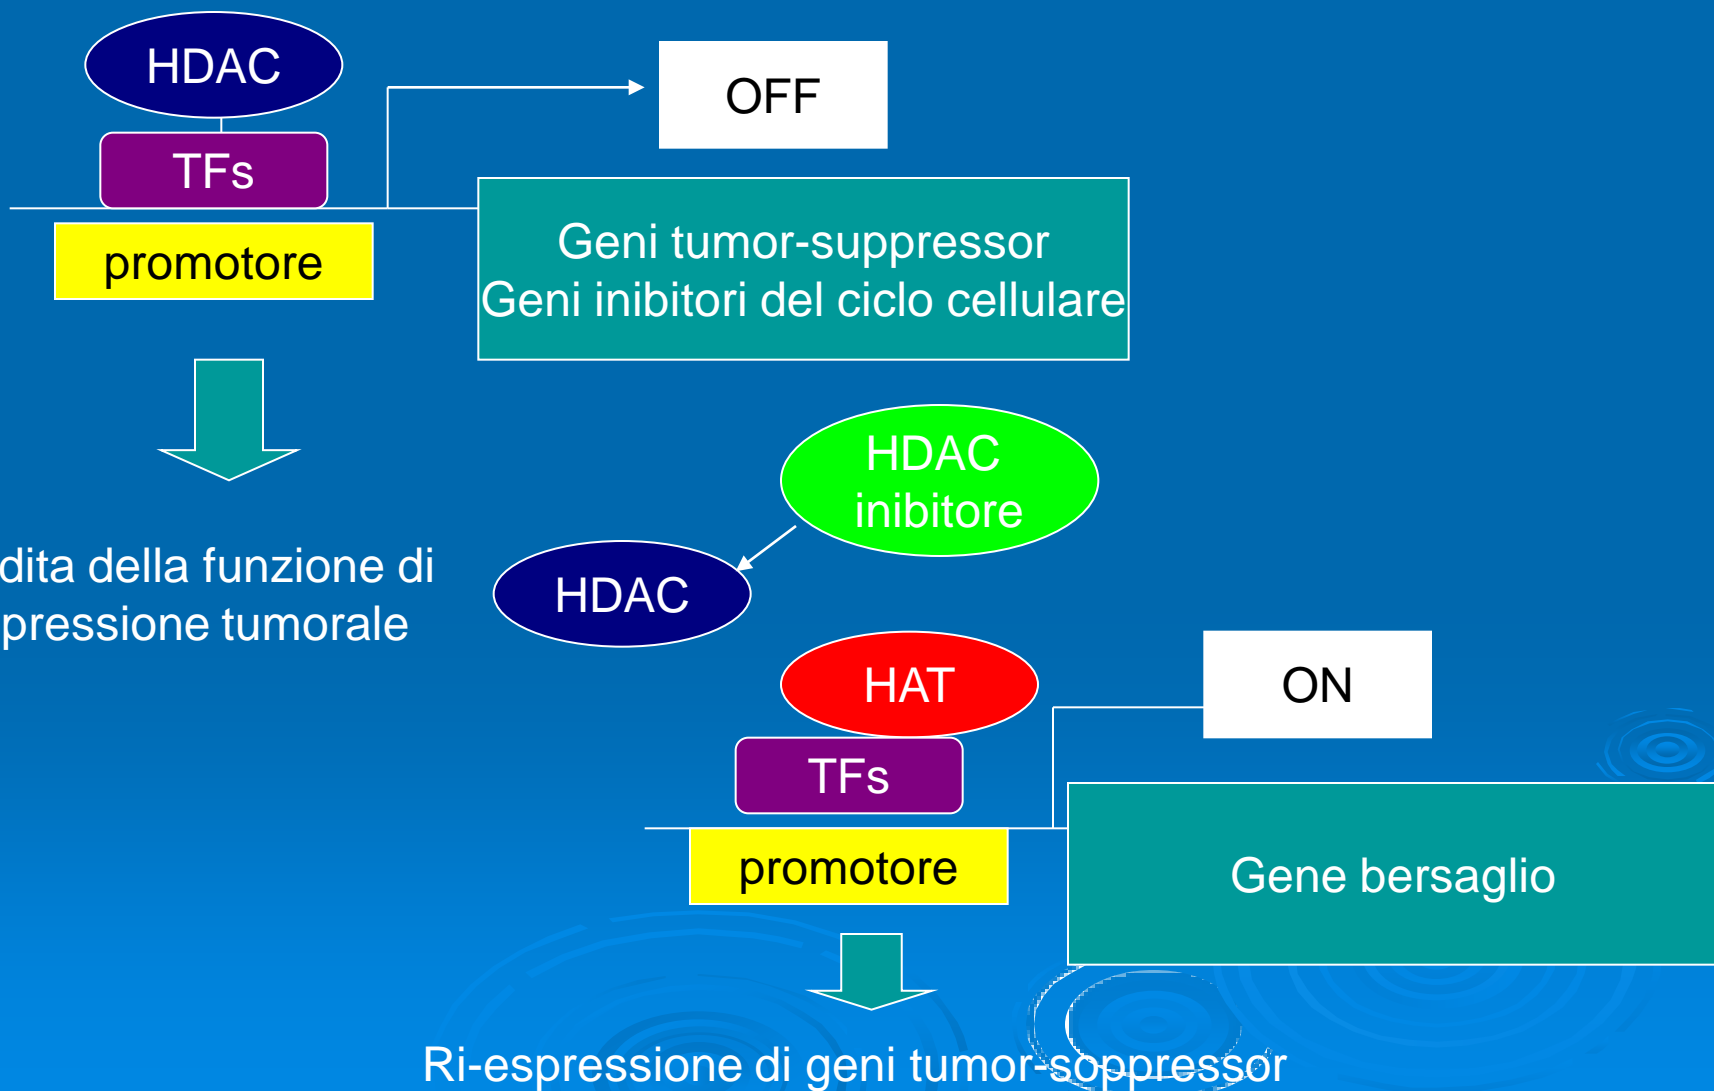 HDAC
OFF
TFs
promotore
Geni tumor-suppressor
Geni inibitori del ciclo cellulare
HDAC
inibitore
dita della funzione di
pressione tumorale
HDAC
HAT
ON
TFs
promotore
Gene bersaglio
Ri-espressione di geni tumor-soppressor